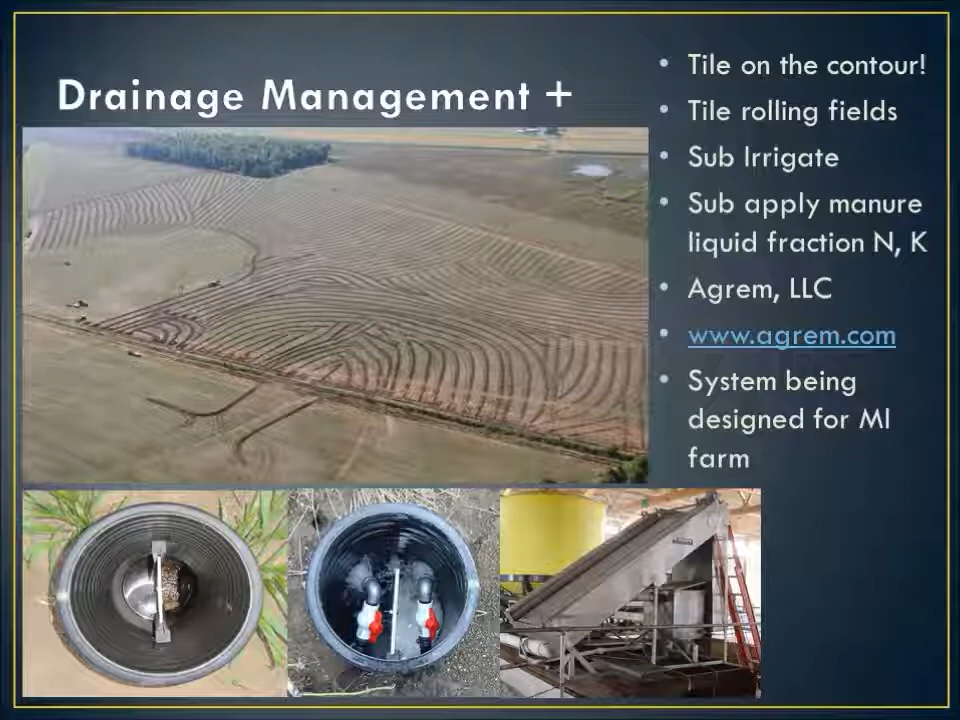 Drainage Management +
• Tile on the contour!
• Tile rolling fields
• Sub Irrigate
• Sub apply manure
liquid fraction N, K
• Agrem, LLC
• www.agrem.com
• System being
designed for MI
farm